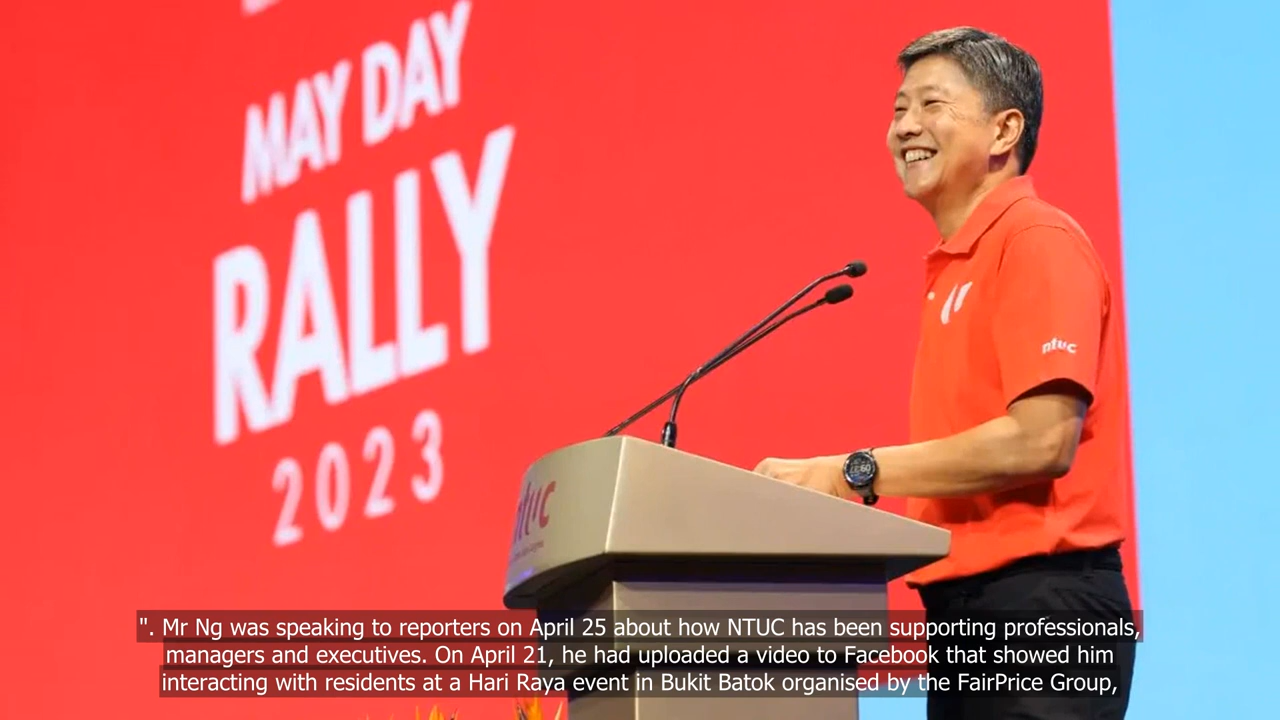 MAY DAY
RALLY
2023
ntuc
ntuc
". Mr Ng was speaking to reporters on April 25 about how NTUC has been supporting professionals,
managers and executives. On April 21, he had uploaded a video to Facebook that showed him
interacting with residents at a Hari Raya event in Bukit Batok organised by the FairPrice Group,